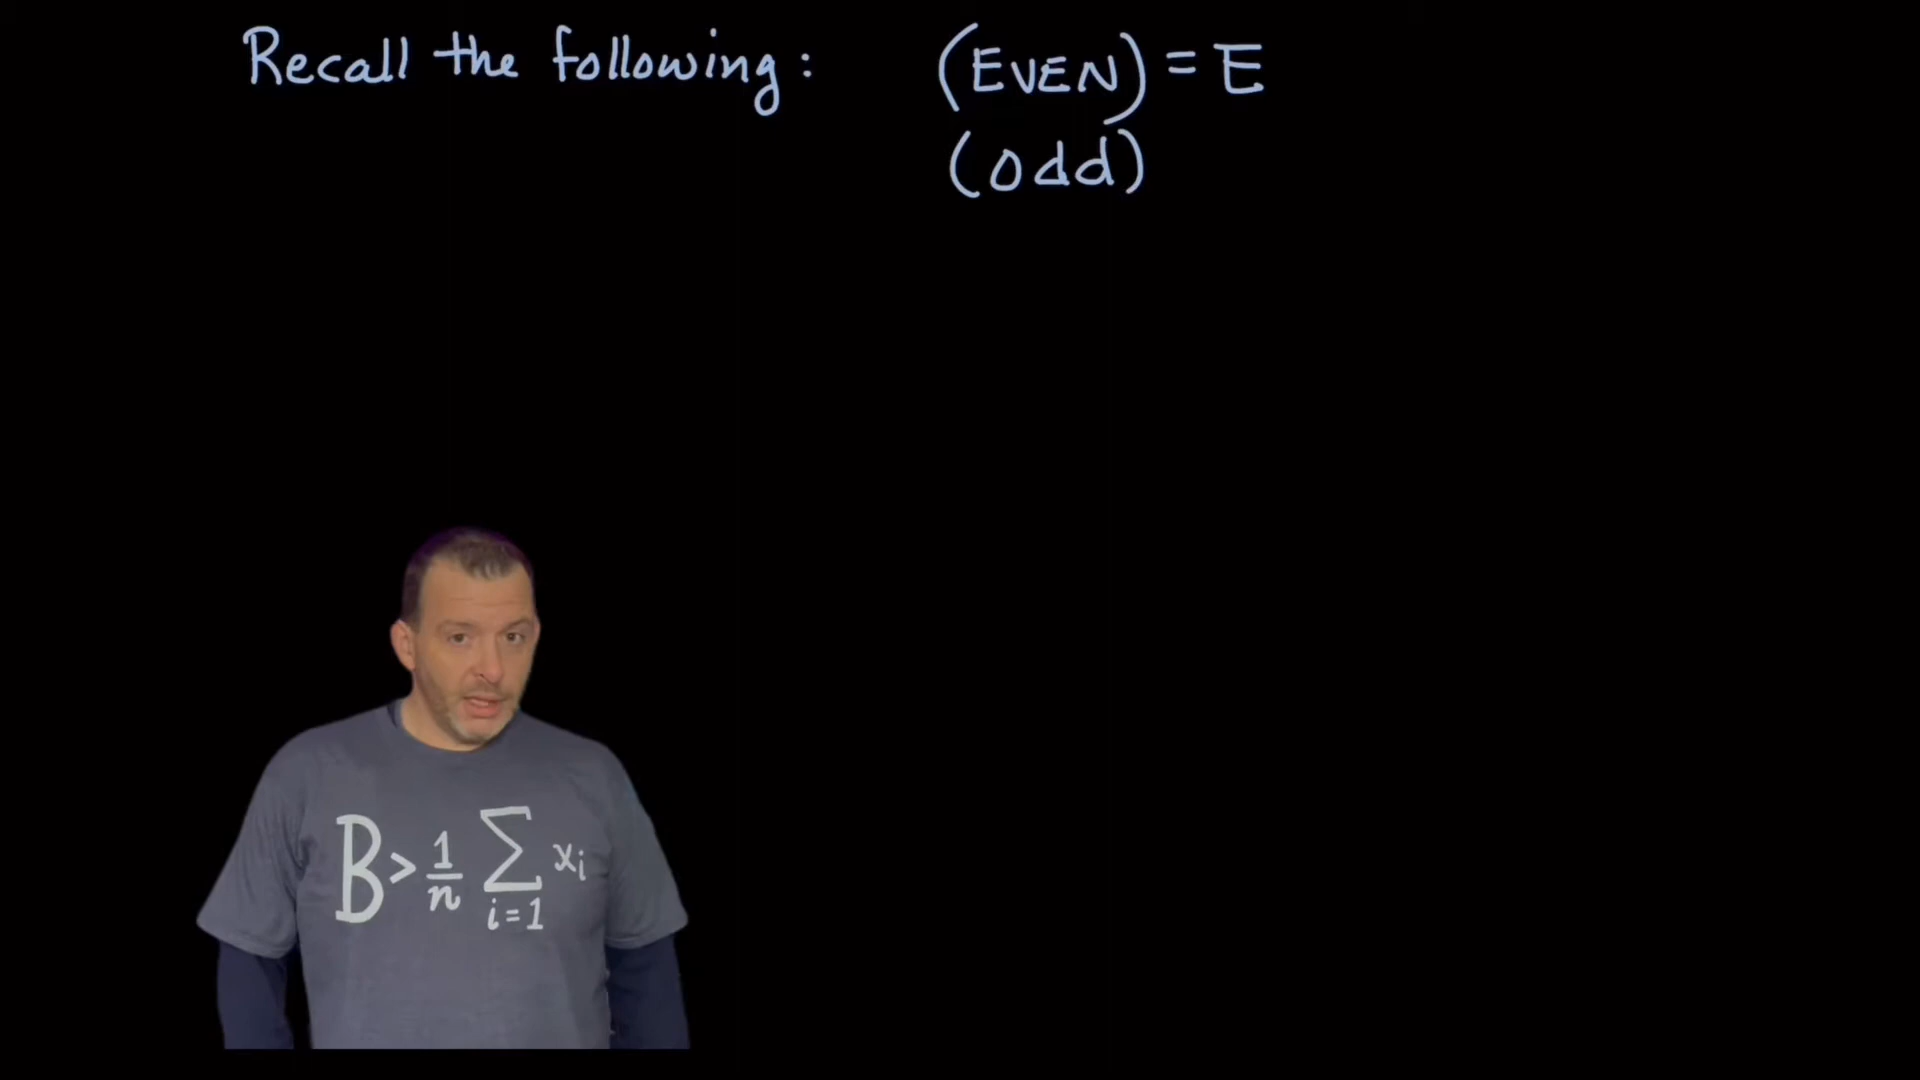 Recall the following: (EVEN) = E
(odd)
B > 1/n ∑ i=1 xi